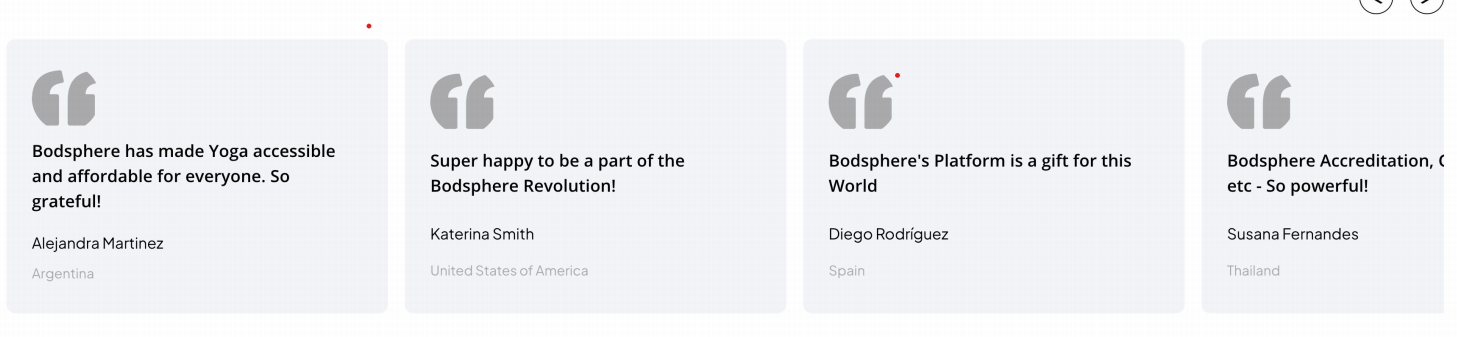 Bodsphere has made Yoga accessible
and affordable for everyone. So
grateful!
Alejandra Martinez
Argentina
Super happy to be a part of the
Bodsphere Revolution!
Katerina Smith
United States of America
Bodsphere's Platform is a gift for this
World
Diego Rodríguez
Spain
Bodsphere Accreditation,
etc - So powerful!
Susana Fernandes
Thailand